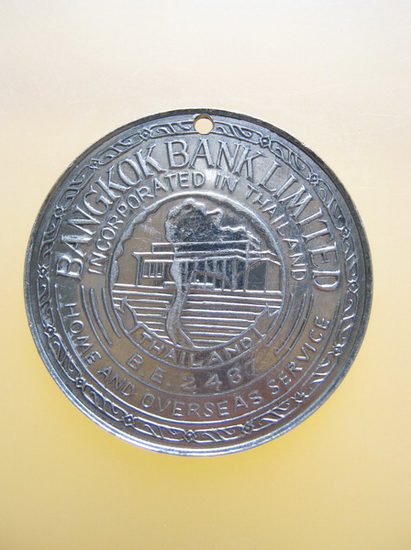 BANGKOK BANK LIMITED
INCORPORATED IN THAILAND
THAILAND
B.E. 2487
HOME AND OVERSEAS SERVICE